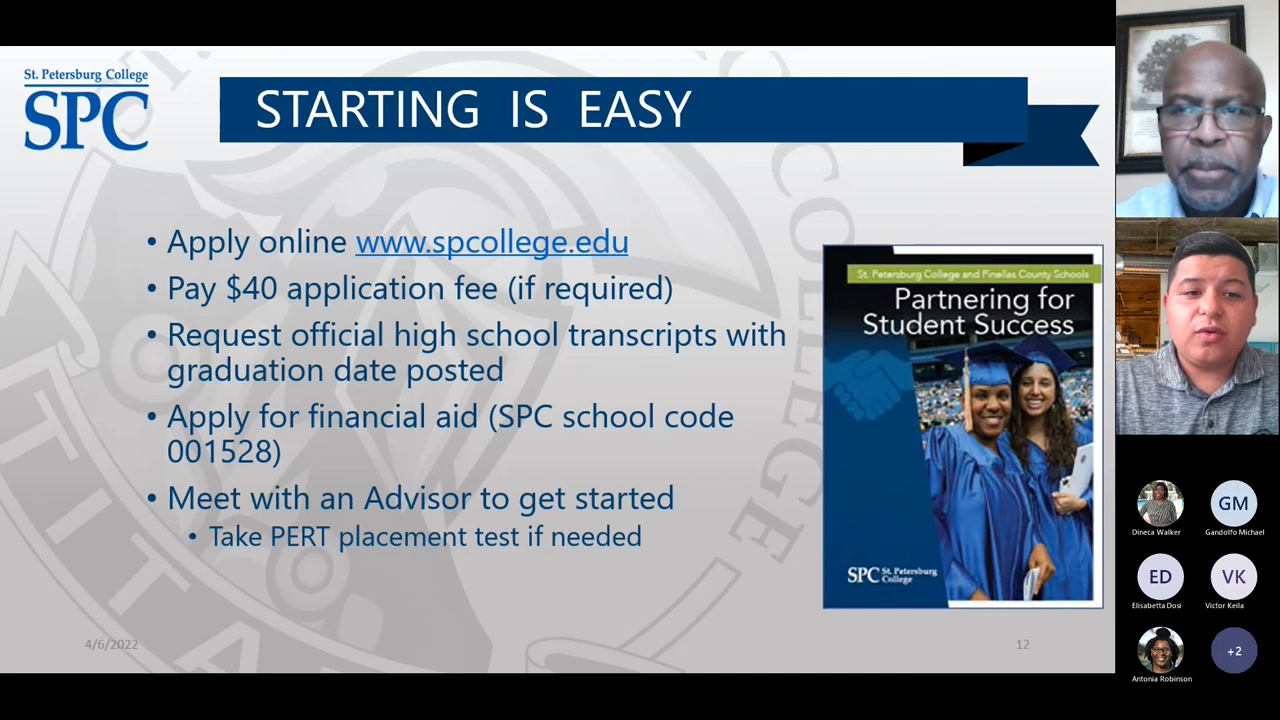 St. Petersburg College
SPC
STARTING IS EASY
• Apply online www.spcollege.edu
• Pay $40 application fee (if required)
• Request official high school transcripts with
graduation date posted
• Apply for financial aid (SPC school code
001528)
• Meet with an Advisor to get started
• Take PERT placement test if needed
St. Petersburg College and Pinellas County Schools
Partnering for
Student Success
SPC St. Petersburg
College
4/6/2022
12
COLLEGE
TITA
GM
Dineca Walker
Gandolfo Michael
ED
VK
Elisabetta Dosi
Victor Keila
+2
Antonia Robinson